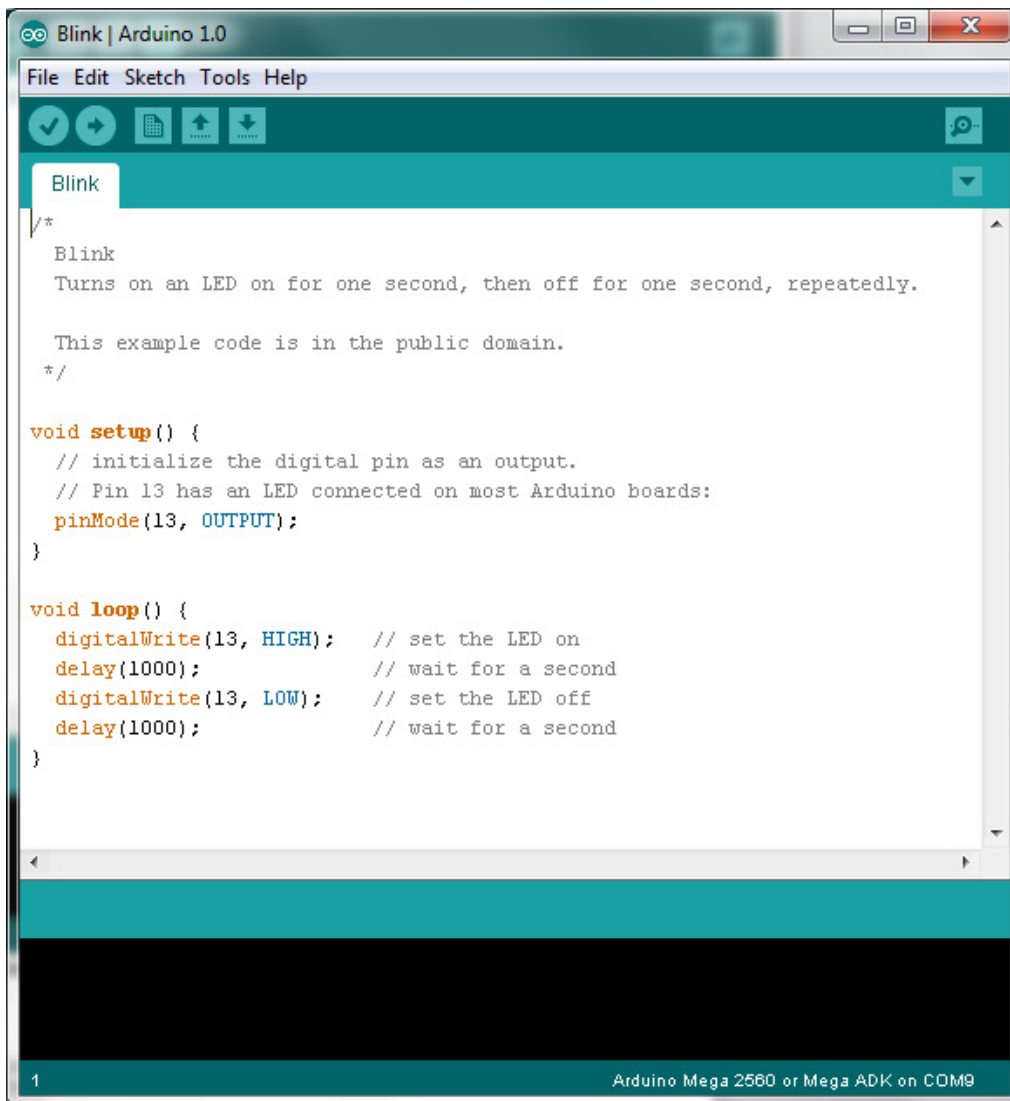 Blink | Arduino 1.0
File Edit Sketch Tools Help
Blink
/*
  Blink
  Turns on an LED on for one second, then off for one second, repeatedly.

  This example code is in the public domain.
 */

void setup() {
  // initialize the digital pin as an output.
  // Pin 13 has an LED connected on most Arduino boards:
  pinMode(13, OUTPUT);
}

void loop() {
  digitalWrite(13, HIGH);   // set the LED on
  delay(1000);              // wait for a second
  digitalWrite(13, LOW);    // set the LED off
  delay(1000);              // wait for a second
}
1 Arduino Mega 2560 or Mega ADK on COM9